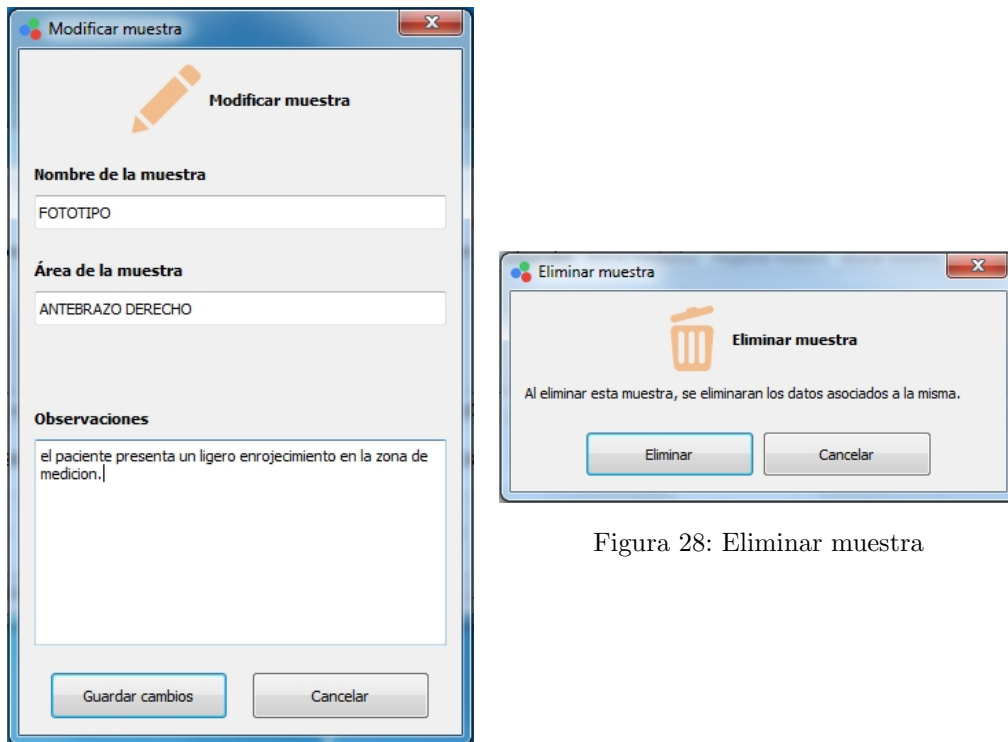 Modificar muestra
Modificar muestra
Nombre de la muestra
FOTOTIPO
Área de la muestra
ANTEBRAZO DERECHO
Observaciones
el paciente presenta un ligero enrojecimiento en la zona de
medicion.
Guardar cambios
Cancelar
Eliminar muestra
Eliminar muestra
Al eliminar esta muestra, se eliminaran los datos asociados a la misma.
Eliminar
Cancelar
Figura 28: Eliminar muestra